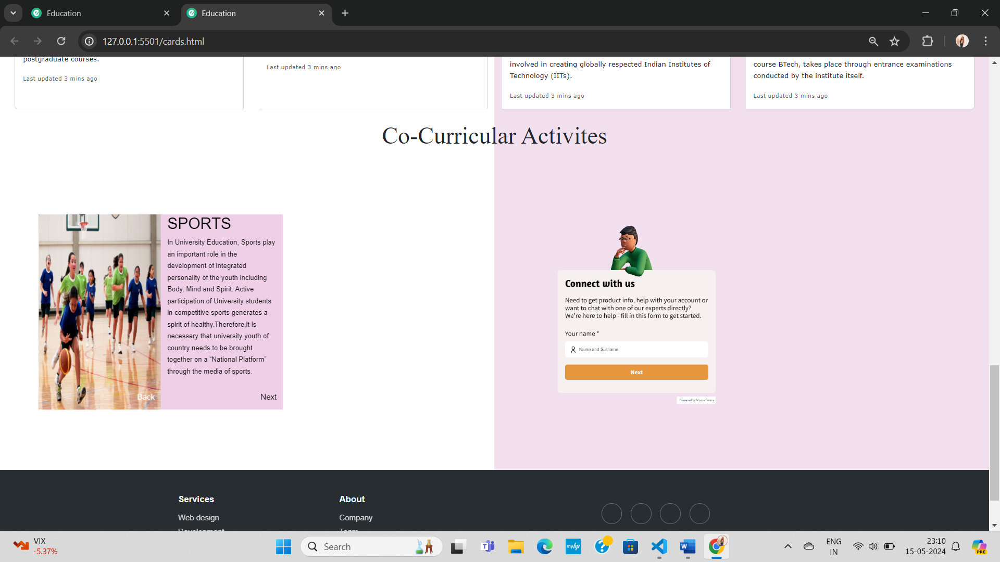 Education
Education
127.0.0.1:5501/cards.html
postgraduate courses.
Last updated 3 mins ago
Last updated 3 mins ago
involved in creating globally respected Indian Institutes of
Technology (IITs).
Last updated 3 mins ago
course BTech, takes place through entrance examinations
conducted by the institute itself.
Last updated 3 mins ago
Co-Curricular Activites
SPORTS
In University Education, Sports play
an important role in the
development of integrated
personality of the youth including
Body, Mind and Spirit. Active
participation of University students
in competitive sports generates a
spirit of healthy.Therefore,it is
necessary that university youth of
country needs to be brought
together on a “National Platform”
through the media of sports.
Back
Next
Connect with us
Need to get product info, help with your account or
want to chat with one of our experts directly?
We're here to help - fill in this form to get started.
Your name *
Name and Surname
Next
Powered by Visme Forms
Services
Web design
Development
About
Company
Team
VIX
-5.37%
Search
myhp
ENG
IN
23:10
15-05-2024
PRE